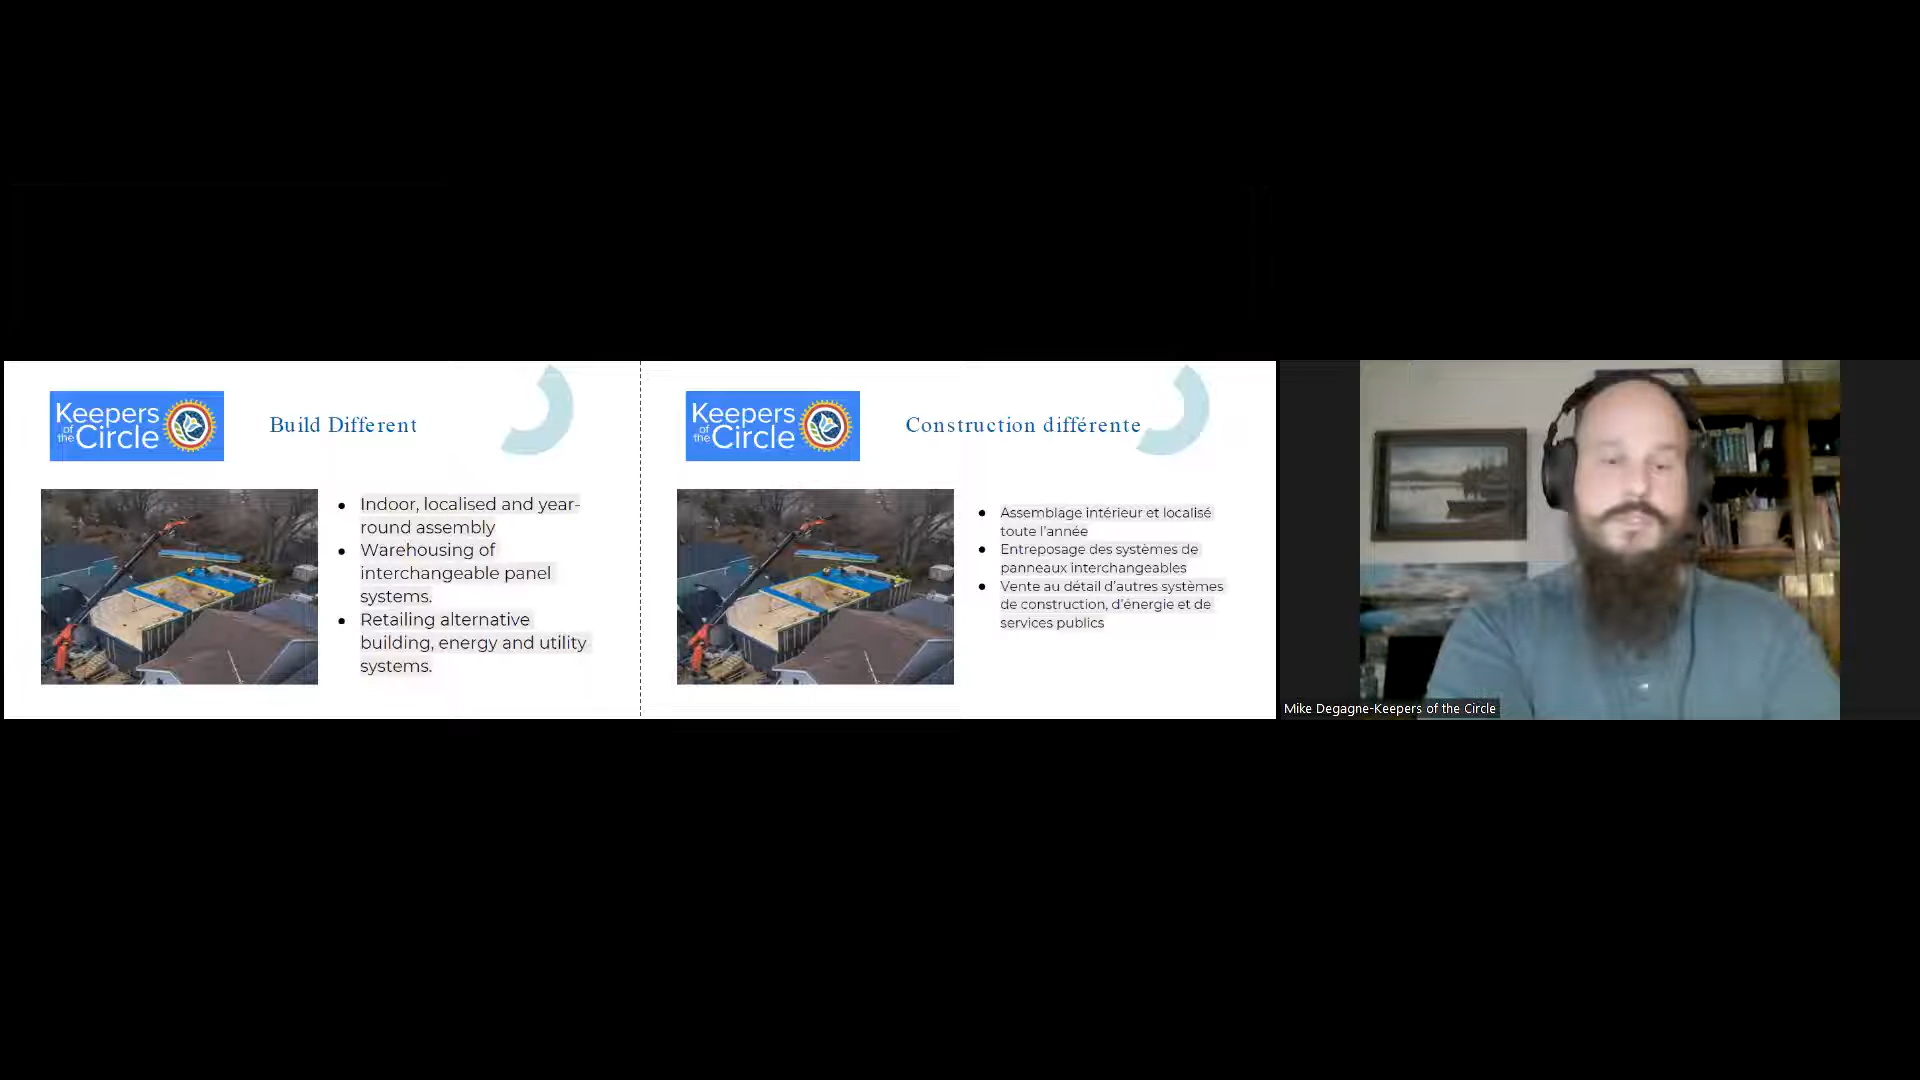 Keepers
of
the Circle
Build Different
Indoor, localised and year-
round assembly
Warehousing of
interchangeable panel
systems.
Retailing alternative
building, energy and utility
systems.
Keepers
of
the Circle
Construction différente
Assemblage intérieur et localisé
toute l'année
Entreposage des systèmes de
panneaux interchangeables
Vente au détail d'autres systèmes
de construction, d'énergie et de
services publics
Mike Degagne-Keepers of the Circle